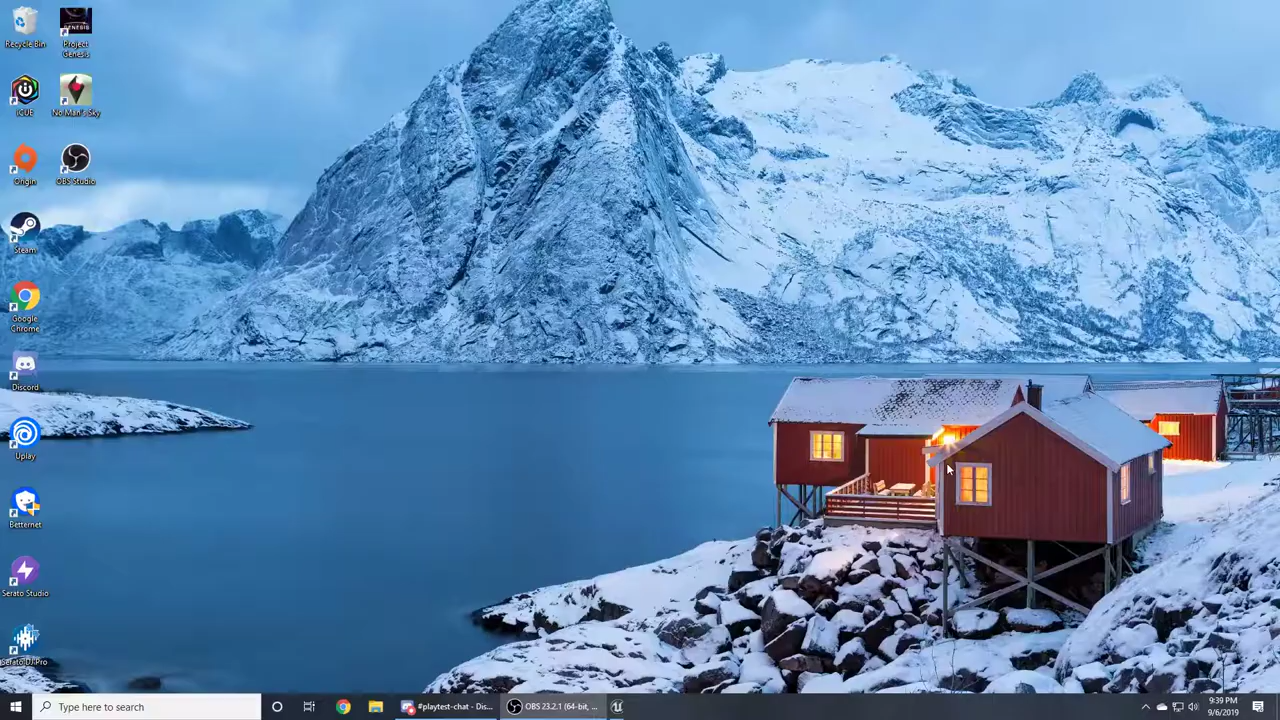 Recycle Bin
GENESIS
Project
Genesis
iCUE
No Man's Sky
Origin
OBS Studio
Steam
Google
Chrome
Discord
Uplay
Betternet
Serato Studio
Serato DJ Pro
Type here to search
#playtest-chat - Dis...
OBS 23.2.1 (64-bit, ...
9:39 PM
9/6/2019